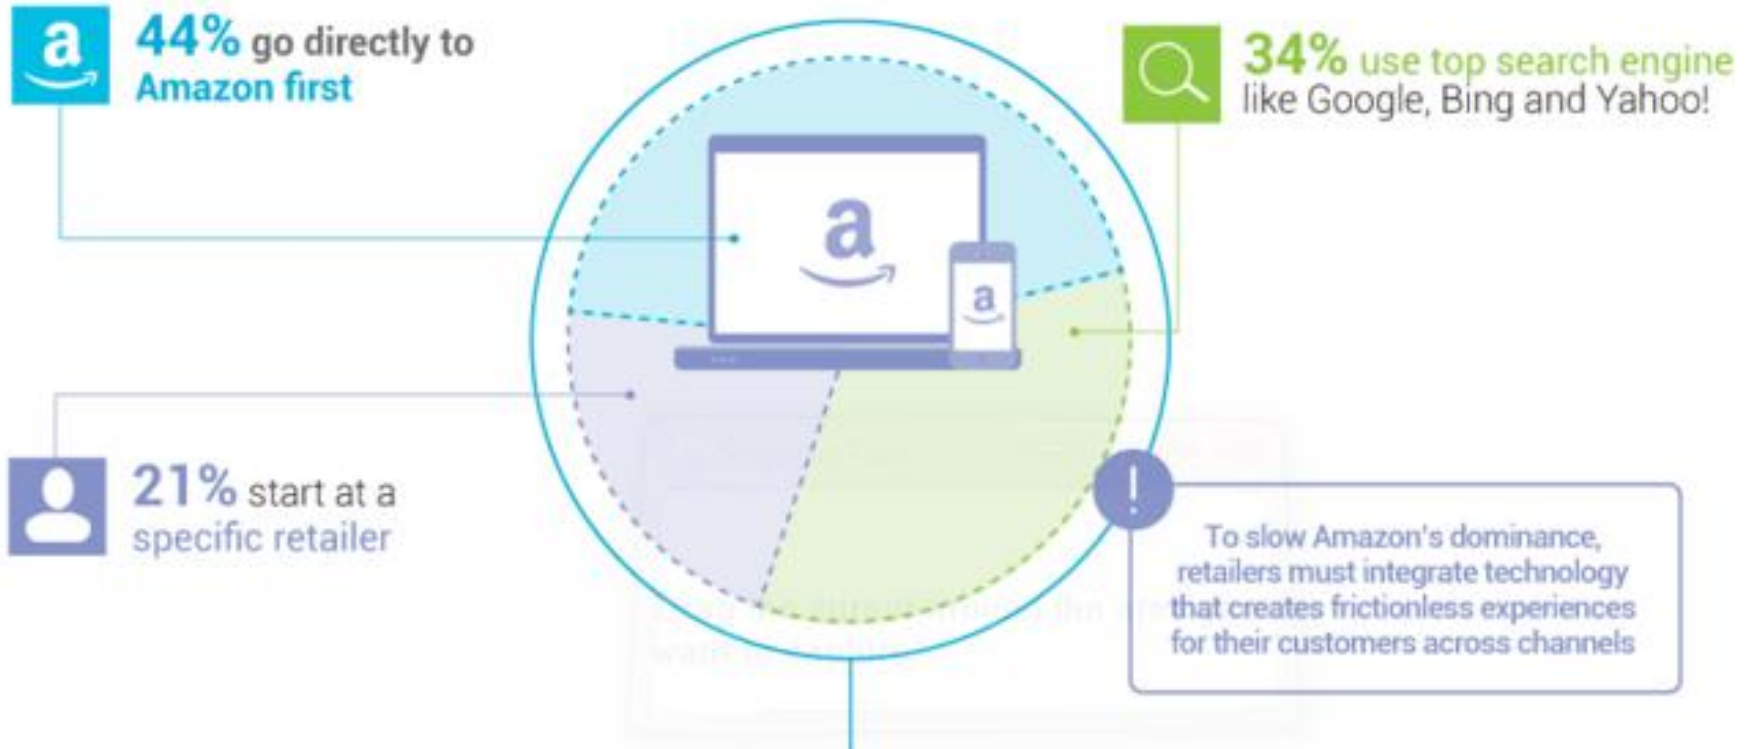 44% go directly to
Amazon first
34% use top search engine
like Google, Bing and Yahoo!
a
a
a
21% start at a
specific retailer
!
To slow Amazon's dominance,
retailers must integrate technology
that creates frictionless experiences
for their customers across channels